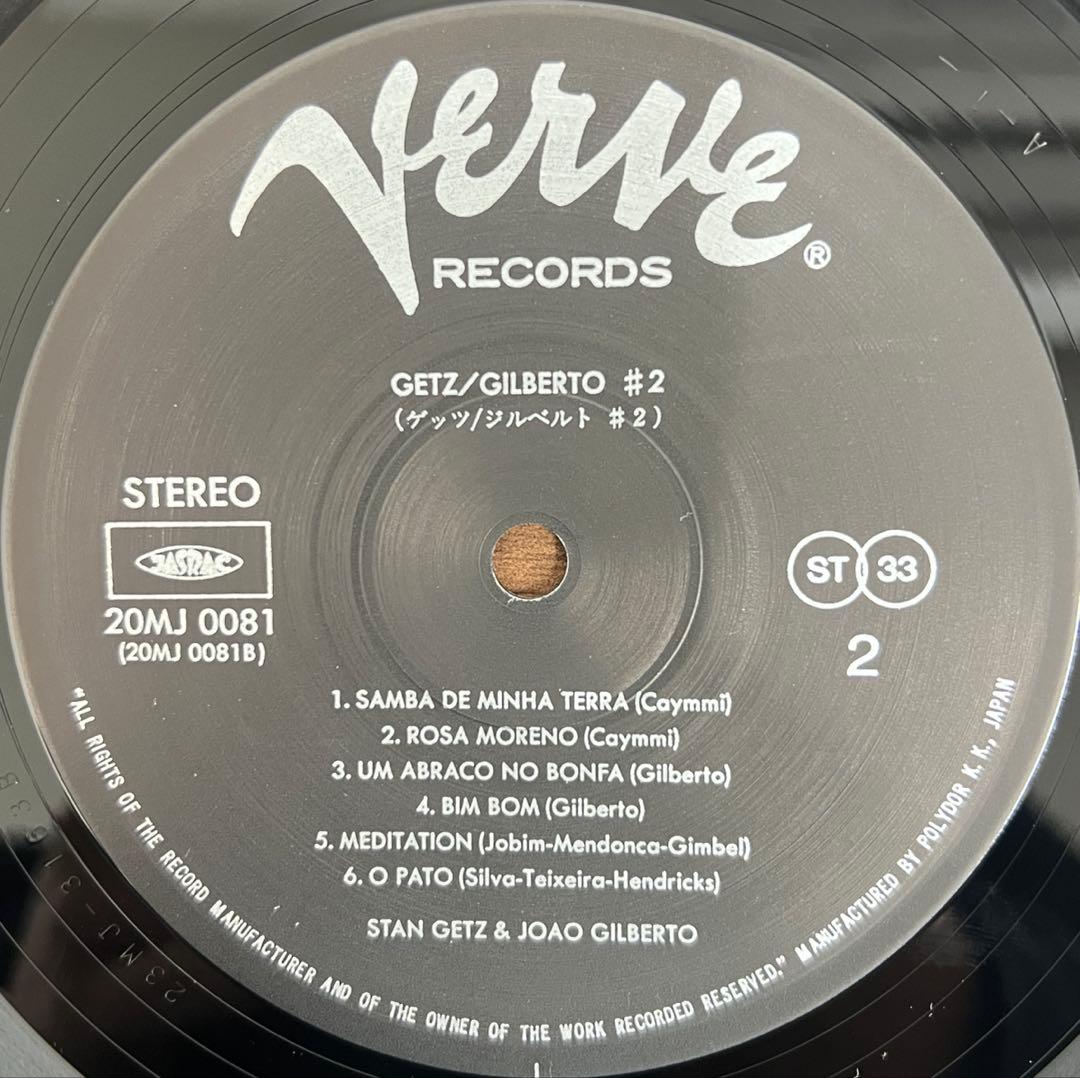 Verve
RECORDS ®
GETZ/GILBERTO ♯2
(ゲッツ/ジルベルト ♯2)
STEREO
JASRAC
20MJ 0081
(20MJ 0081B)
ST 33
2
1. SAMBA DE MINHA TERRA (Caymmi)
2. ROSA MORENO (Caymmi)
3. UM ABRACO NO BONFA (Gilberto)
4. BIM BOM (Gilberto)
5. MEDITATION (Jobim-Mendonca-Gimbel)
6. O PATO (Silva-Teixeira-Hendricks)
STAN GETZ & JOAO GILBERTO
"ALL RIGHTS OF THE RECORD MANUFACTURER AND OF THE OWNER OF THE WORK RECORDED RESERVED." MANUFACTURED BY POLYDOR K.K., JAPAN
A